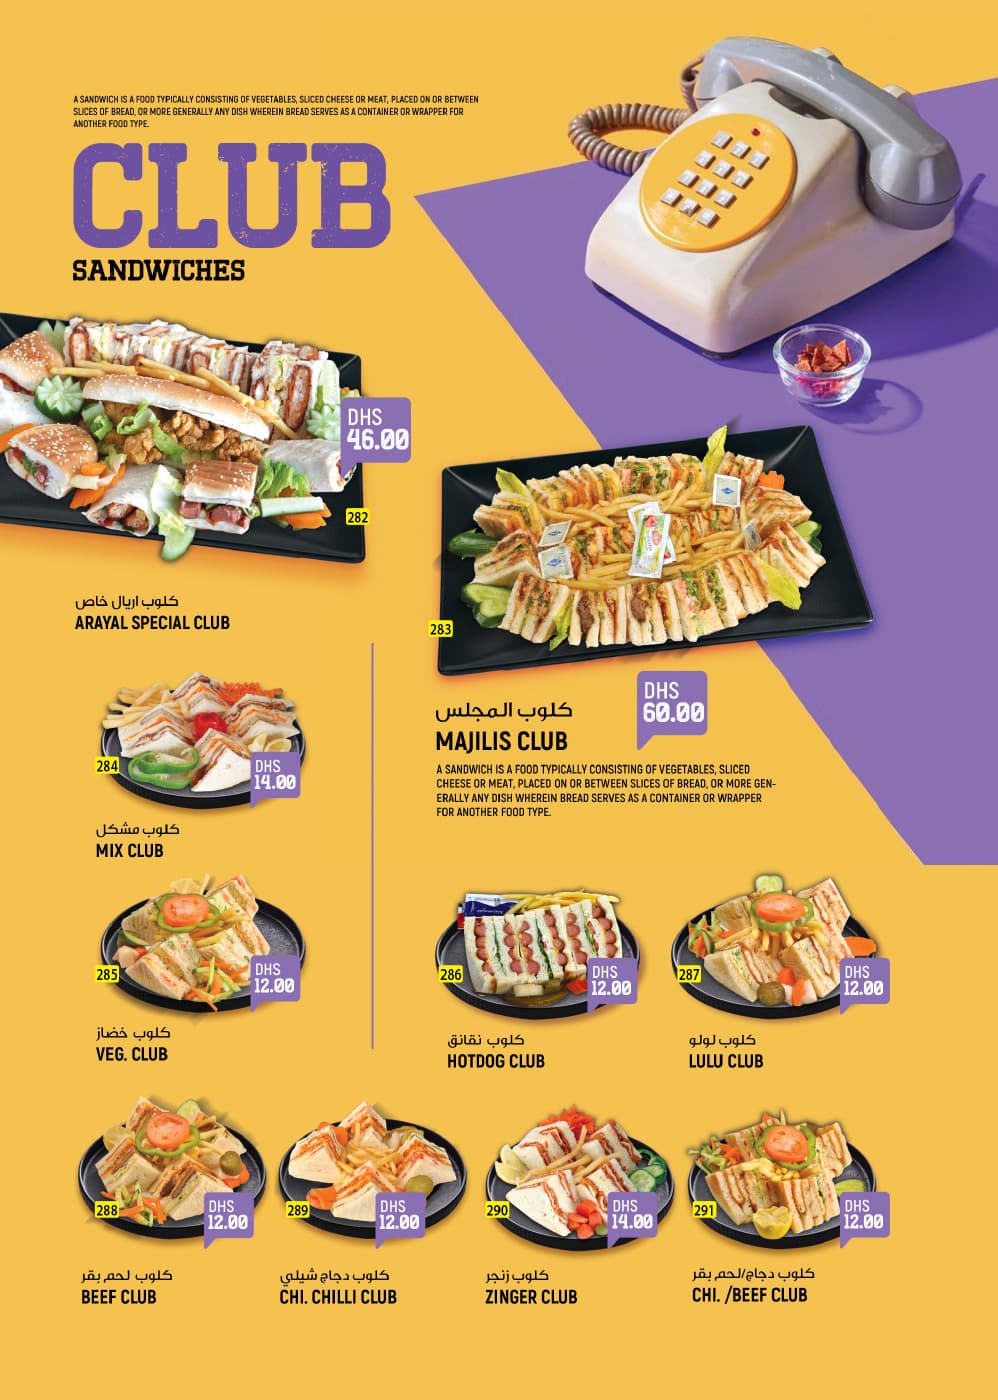 A SANDWICH IS A FOOD TYPICALLY CONSISTING OF VEGETABLES, SLICED CHEESE OR MEAT, PLACED ON OR BETWEEN
SLICES OF BREAD, OR MORE GENERALLY ANY DISH WHEREIN BREAD SERVES AS A CONTAINER OR WRAPPER FOR
ANOTHER FOOD TYPE.
CLUB
SANDWICHES
DHS
46.00
282
كلوب اريال خاص
ARAYAL SPECIAL CLUB
283
DHS
60.00
كلوب المجلس
MAJILIS CLUB
A SANDWICH IS A FOOD TYPICALLY CONSISTING OF VEGETABLES, SLICED
CHEESE OR MEAT, PLACED ON OR BETWEEN SLICES OF BREAD, OR MORE GEN-
ERALLY ANY DISH WHEREIN BREAD SERVES AS A CONTAINER OR WRAPPER
FOR ANOTHER FOOD TYPE.
284
DHS
14.00
كلوب مشكل
MIX CLUB
285
DHS
12.00
كلوب خضاز
VEG. CLUB
286
DHS
12.00
كلوب نقانق
HOTDOG CLUB
287
DHS
12.00
كلوب لولو
LULU CLUB
288
DHS
12.00
كلوب لحم بقر
BEEF CLUB
289
DHS
12.00
كلوب دجاج شيلي
CHI. CHILLI CLUB
290
DHS
14.00
كلوب زنجر
ZINGER CLUB
291
DHS
12.00
كلوب دجاج/لحم بقر
CHI. /BEEF CLUB